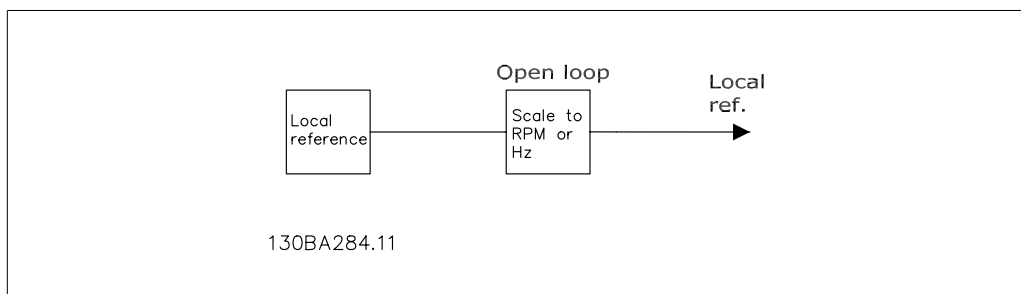 Open loop
Local
ref.
Local
reference
Scale to
RPM or
Hz
130BA284.11